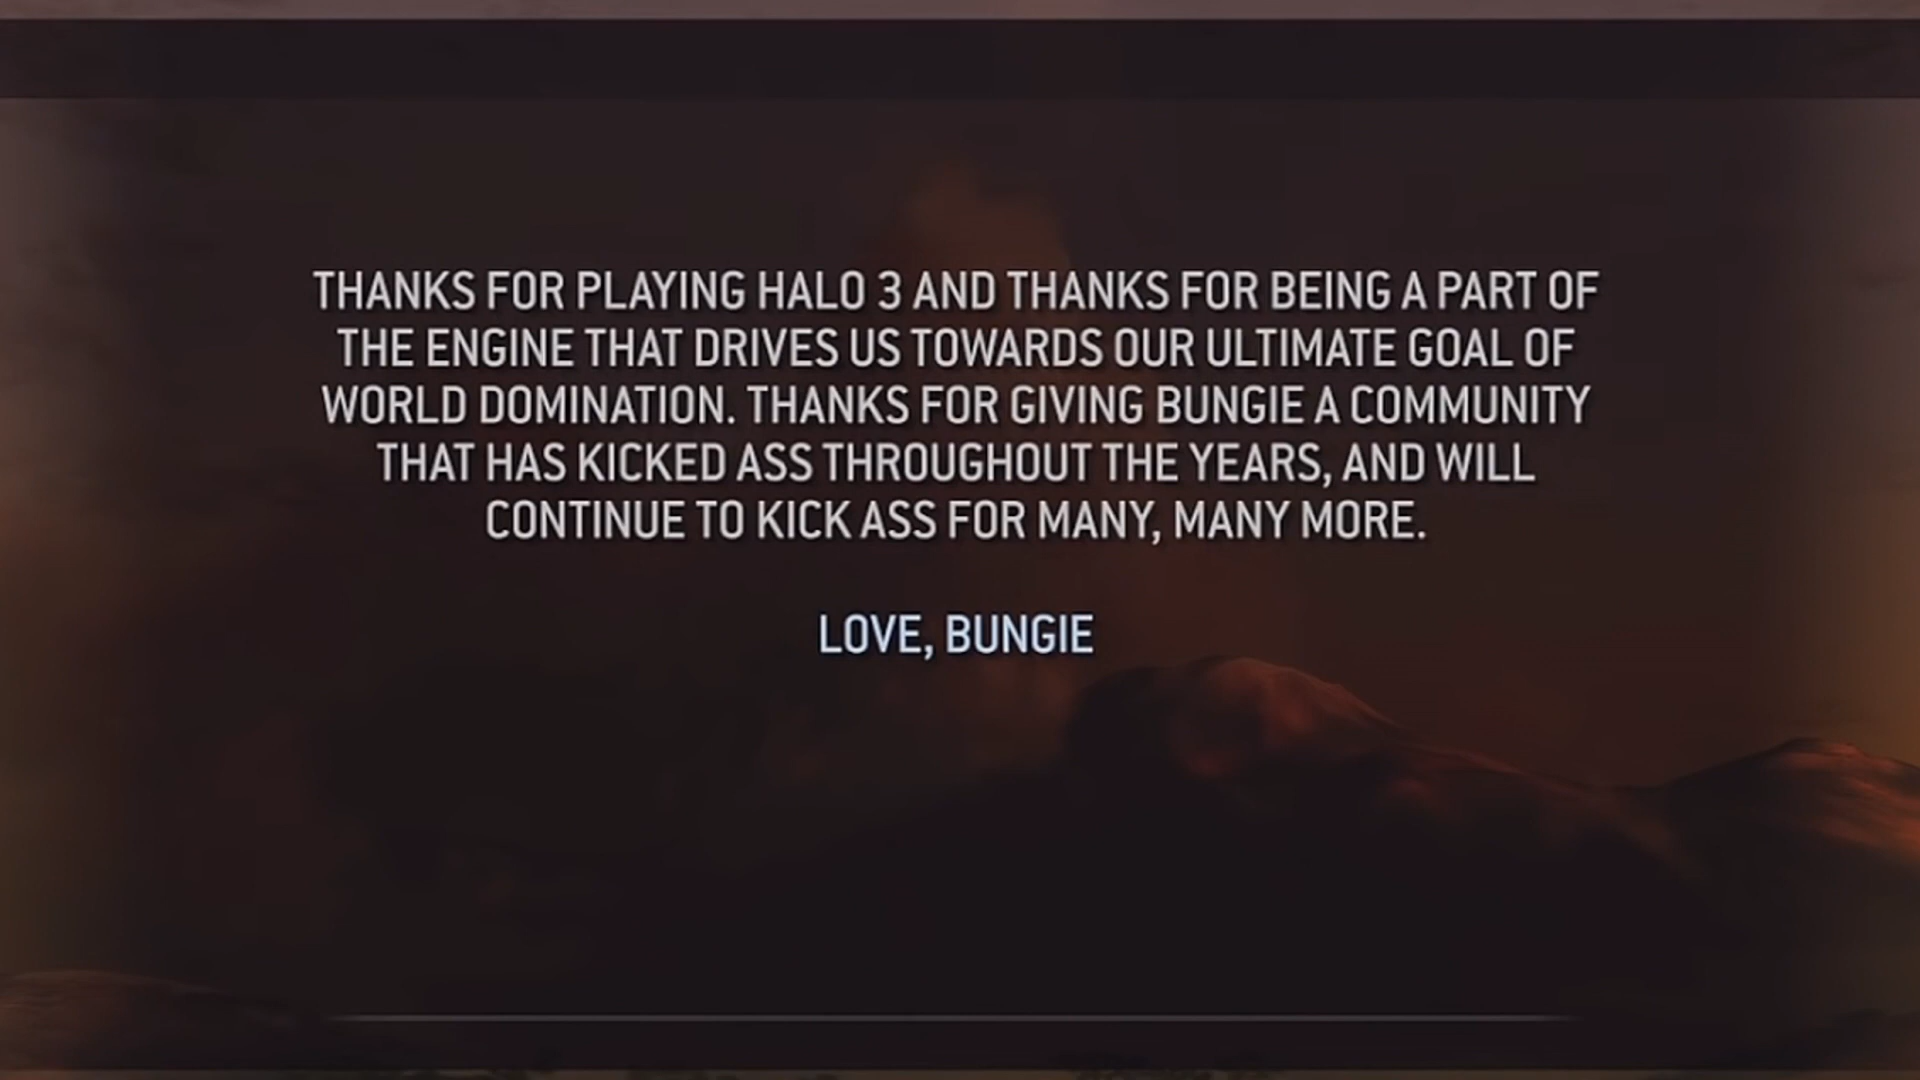 THANKS FOR PLAYING HALO 3 AND THANKS FOR BEING A PART OF
THE ENGINE THAT DRIVES US TOWARDS OUR ULTIMATE GOAL OF
WORLD DOMINATION. THANKS FOR GIVING BUNGIE A COMMUNITY
THAT HAS KICKED ASS THROUGHOUT THE YEARS, AND WILL
CONTINUE TO KICK ASS FOR MANY, MANY MORE.
LOVE, BUNGIE